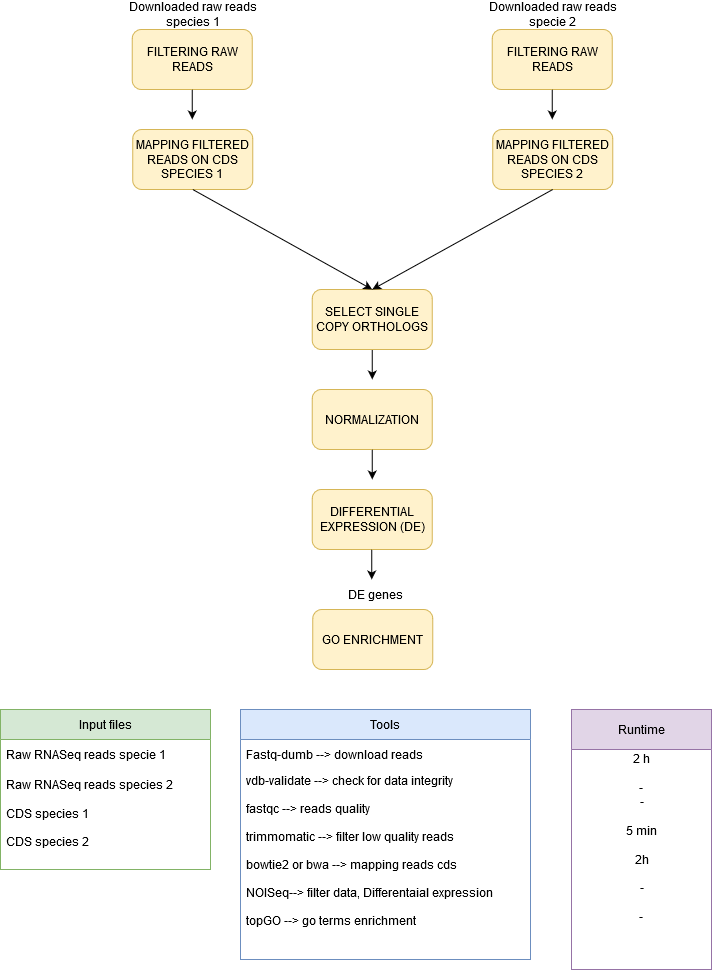 Downloaded raw reads
species 1
Downloaded raw reads
specie 2
FILTERING RAW
READS
FILTERING RAW
READS
MAPPING FILTERED
READS ON CDS
SPECIES 1
MAPPING FILTERED
READS ON CDS
SPECIES 2
SELECT SINGLE
COPY ORTHOLOGS
NORMALIZATION
DIFFERENTIAL
EXPRESSION (DE)
DE genes
GO ENRICHMENT
Input files
Raw RNASeq reads specie 1
Raw RNASeq reads species 2
CDS species 1
CDS species 2
Tools
Fastq-dumb --> download reads
vdb-validate --> check for data integrity
fastqc --> reads quality
trimmomatic --> filter low quality reads
bowtie2 or bwa --> mapping reads cds
NOISeq--> filter data, Differentaial expression
topGO --> go terms enrichment
Runtime
2 h
-
-
5 min
2h
-
-